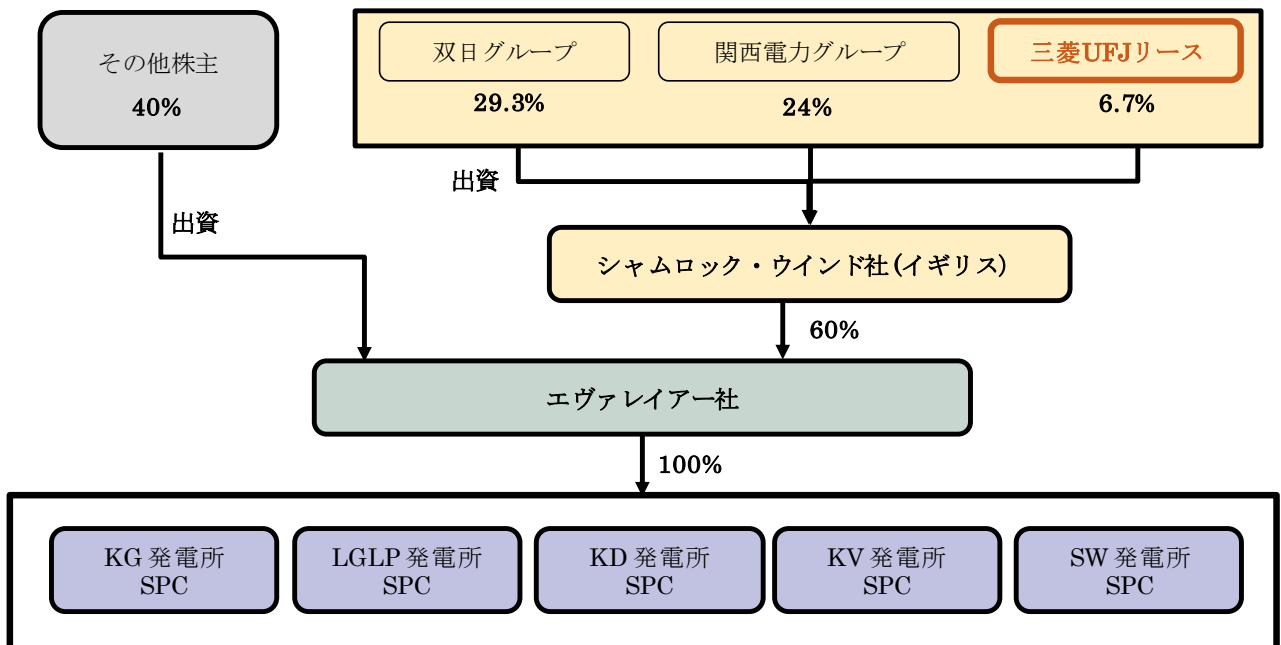 その他株主
40%
双日グループ
29.3%
関西電力グループ
24%
三菱UFJリース
6.7%
出資
出資
シャムロック・ウインド社(イギリス)
60%
エヴァレイアー社
100%
KG 発電所
SPC
LGLP 発電所
SPC
KD 発電所
SPC
KV 発電所
SPC
SW 発電所
SPC